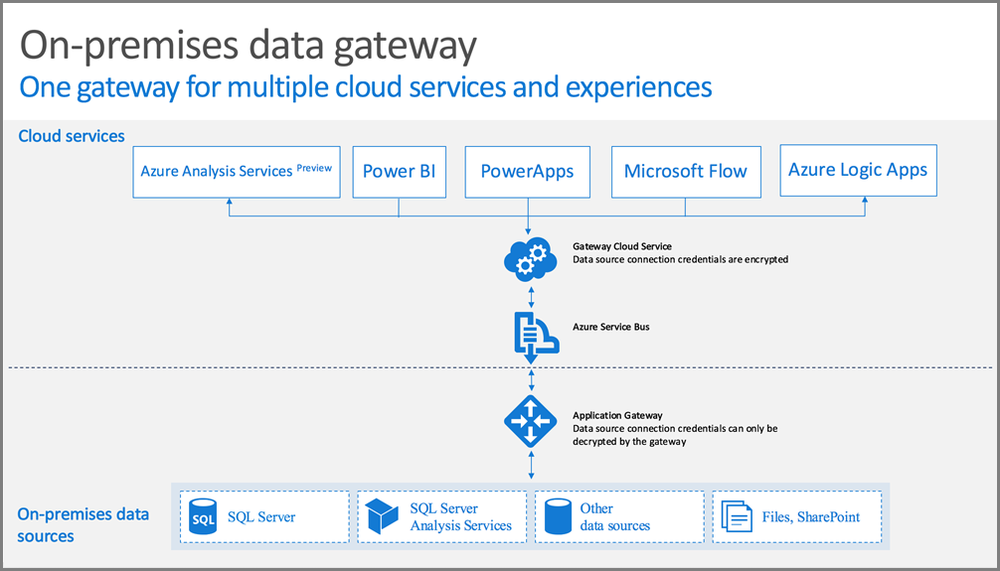 On-premises data gateway
One gateway for multiple cloud services and experiences
Cloud services
Azure Analysis Services Preview
Power BI
PowerApps
Microsoft Flow
Azure Logic Apps
Gateway Cloud Service
Data source connection credentials are encrypted
Azure Service Bus
Application Gateway
Data source connection credentials can only be
decrypted by the gateway
On-premises data
sources
SQL
SQL Server
SQL Server
Analysis Services
Other
data sources
Files, SharePoint